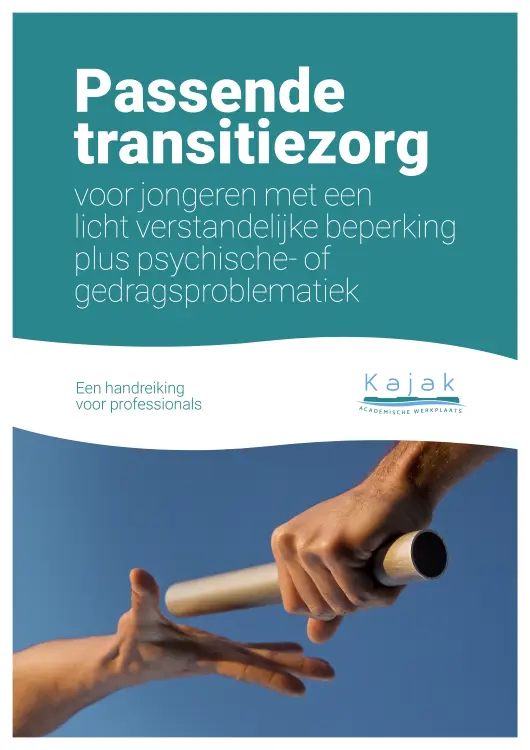 Passende
transitiezorg
voor jongeren met een
licht verstandelijke beperking
plus psychische- of
gedragsproblematiek
Een handreiking
voor professionals
Kajak
ACADEMISCHE WERKPLAATS